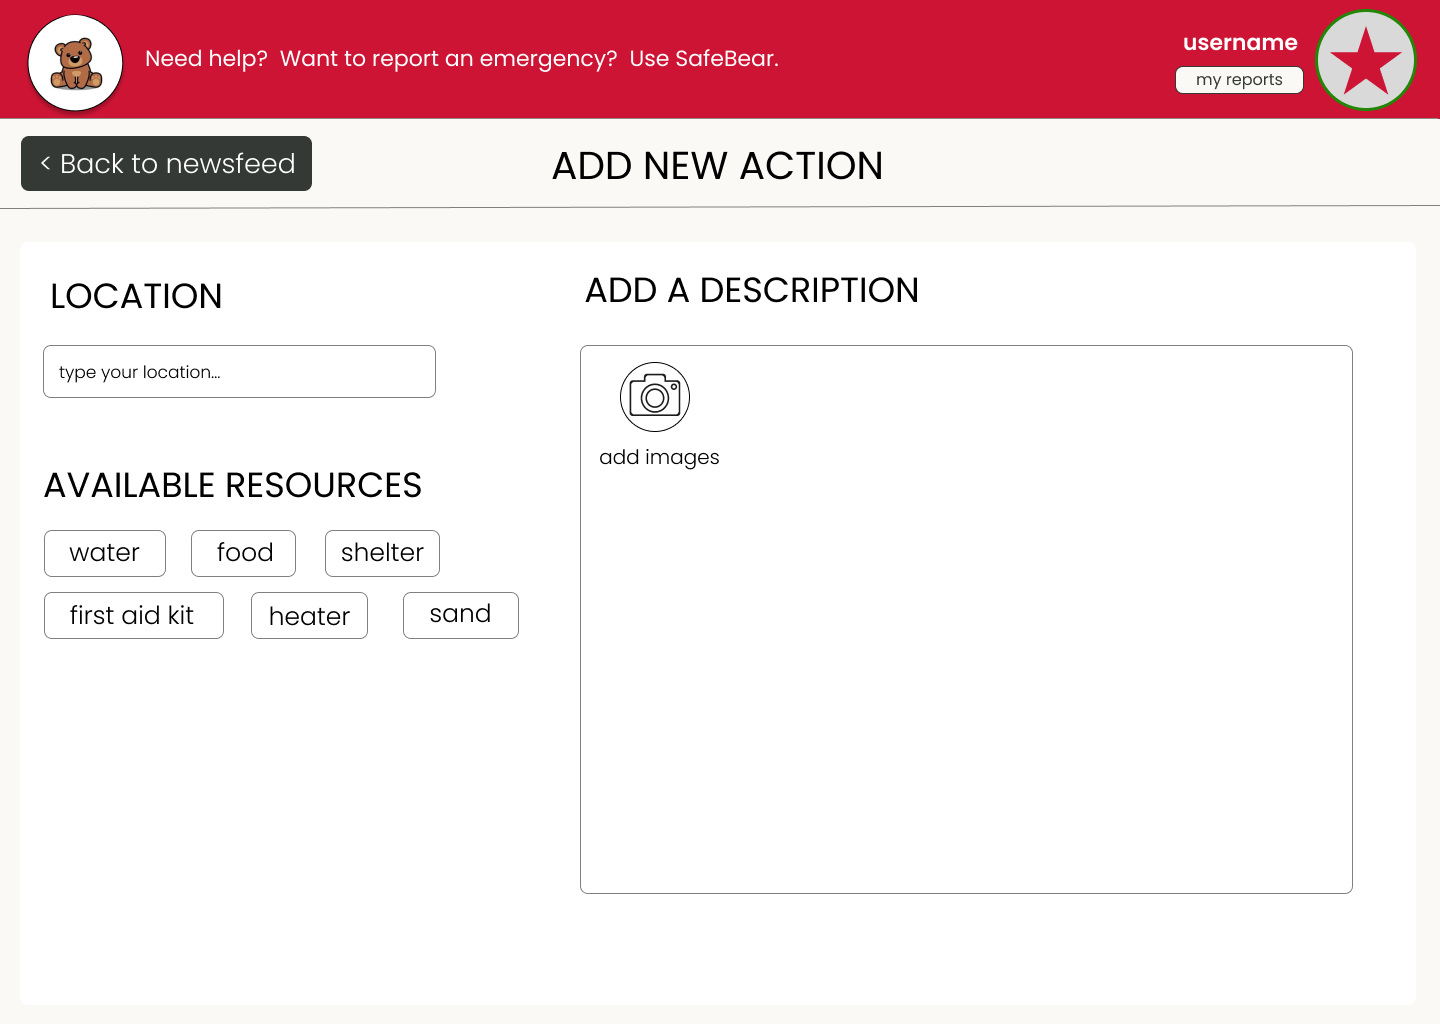 Need help?  Want to report an emergency?  Use SafeBear.
username
my reports
< Back to newsfeed
ADD NEW ACTION
LOCATION
type your location...
AVAILABLE RESOURCES
water
food
shelter
first aid kit
heater
sand
ADD A DESCRIPTION
add images